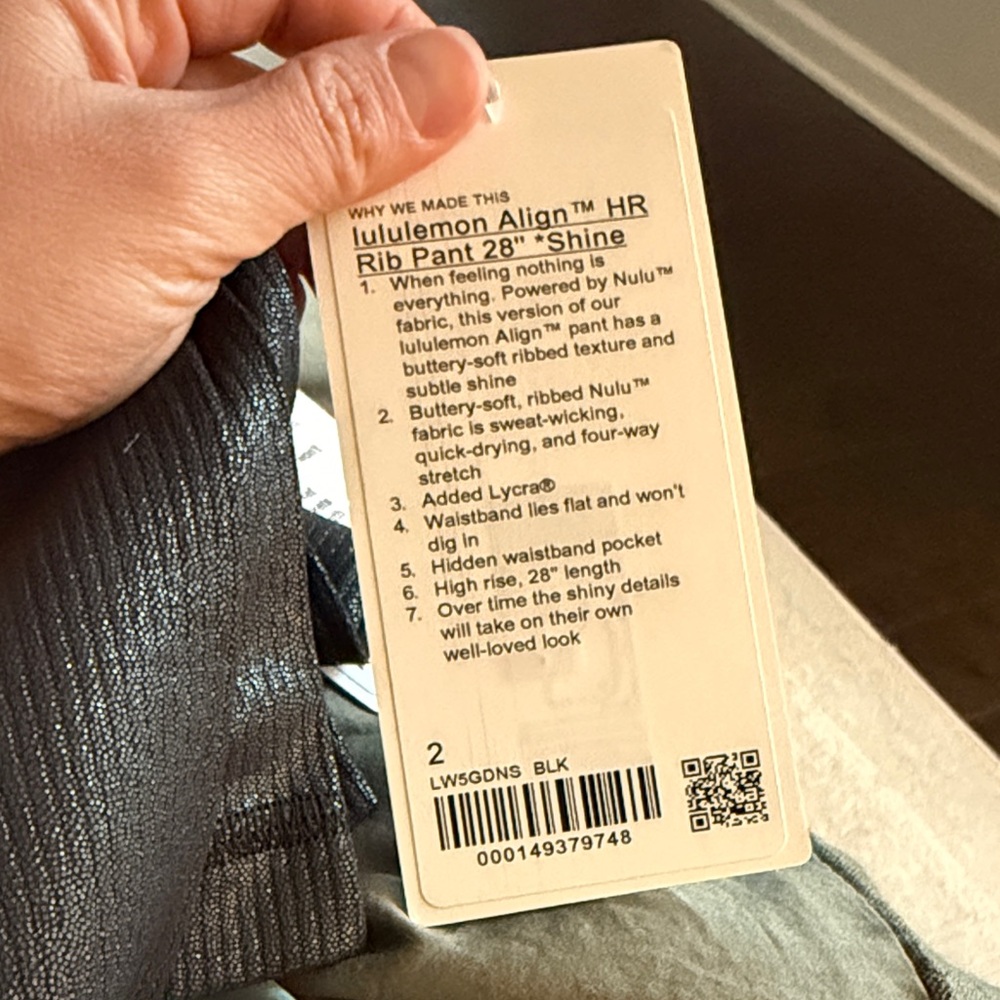 WHY WE MADE THIS
lululemon Align™ HR
Rib Pant 28" *Shine
1. When feeling nothing is
everything. Powered by Nulu™
fabric, this version of our
lululemon Align™ pant has a
buttery-soft ribbed texture and
subtle shine
2. Buttery-soft, ribbed Nulu™
fabric is sweat-wicking,
quick-drying, and four-way
stretch
3. Added Lycra®
4. Waistband lies flat and won't
dig in
5. Hidden waistband pocket
6. High rise, 28" length
7. Over time the shiny details
will take on their own
well-loved look
2
LW5GDNS BLK
000149379748